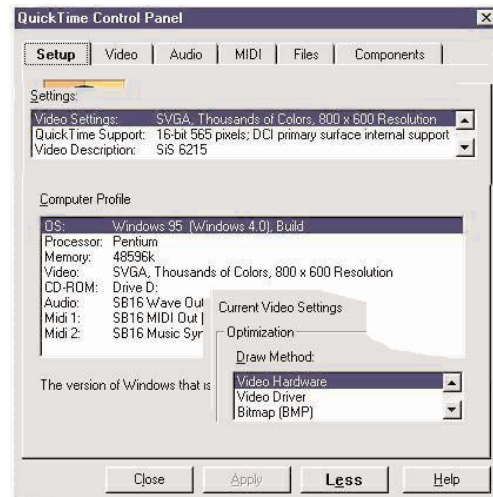 QuickTime Control Panel
Setup Video Audio MIDI Files Components
Settings:
Video Settings: SVGA, Thousands of Colors, 800 x 600 Resolution
QuickTime Support: 16-bit 565 pixels; DCI primary surface internal support
Video Description: SiS 6215
Computer Profile
OS: Windows 95 (Windows 4.0), Build
Processor: Pentium
Memory: 48596k
Video: SVGA, Thousands of Colors, 800 x 600 Resolution
CD-ROM: Drive D:
Audio: SB16 Wave Out
Midi 1: SB16 MIDI Out
Midi 2: SB16 Music Syn
Current Video Settings
Optimization
Draw Method:
Video Hardware
Video Driver
Bitmap (BMP)
The version of Windows that is
Close Apply Less Help